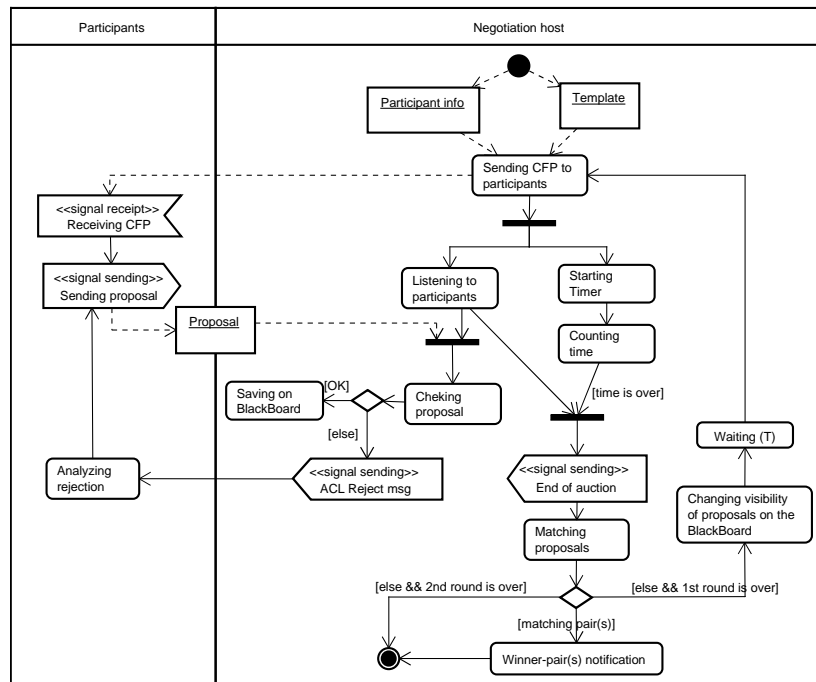 Participants
Negotiation host
Participant info
Template
Sending CFP to
participants
<<signal receipt>>
Receiving CFP
<<signal sending>>
Sending proposal
Listening to
participants
Starting
Timer
Proposal
Counting
time
Saving on
BlackBoard
[OK]
Cheking
proposal
[time is over]
[else]
Waiting (T)
Analyzing
rejection
<<signal sending>>
ACL Reject msg
<<signal sending>>
End of auction
Changing visibility
of proposals on the
BlackBoard
Matching
proposals
[else && 2nd round is over]
[else && 1st round is over]
[matching pair(s)]
Winner-pair(s) notification